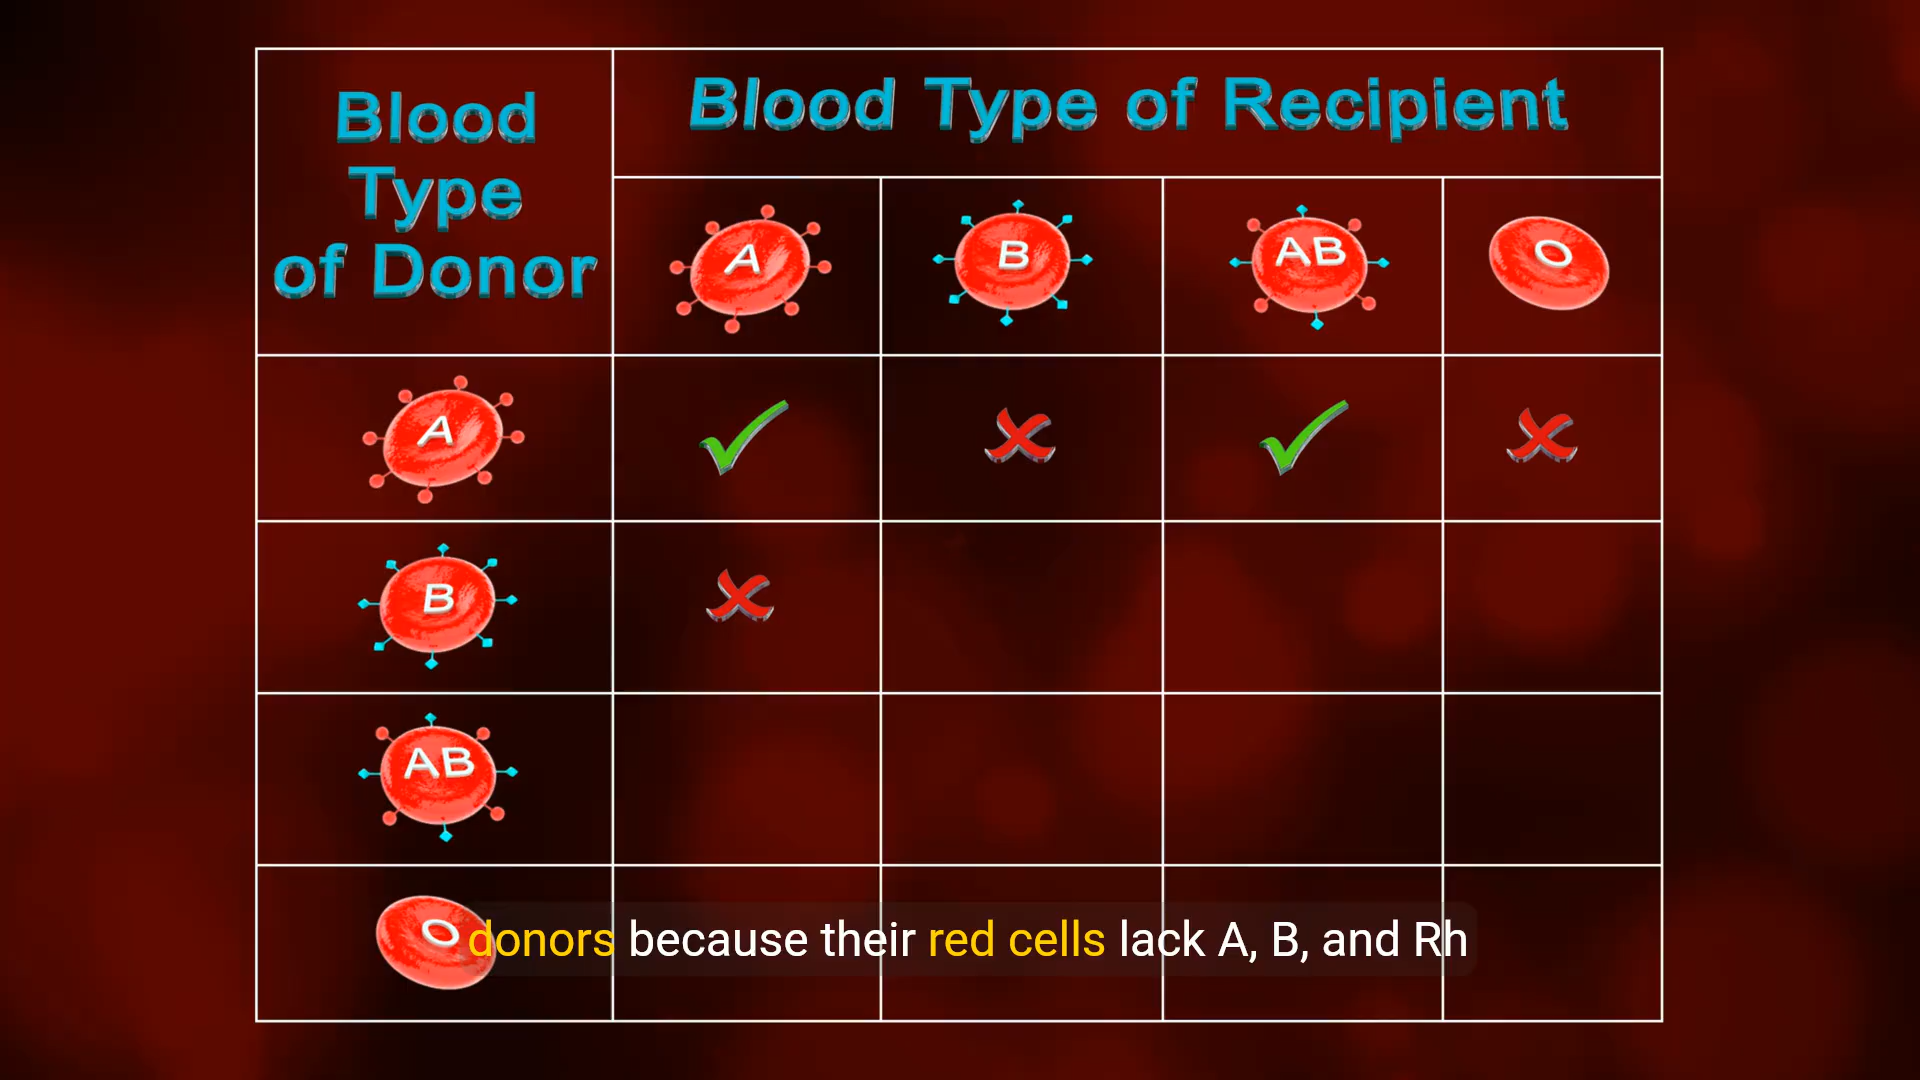 Blood
Type
of Donor
Blood Type of Recipient
A
B
AB
O
A
B
AB
O
donors because their red cells lack A, B, and Rh